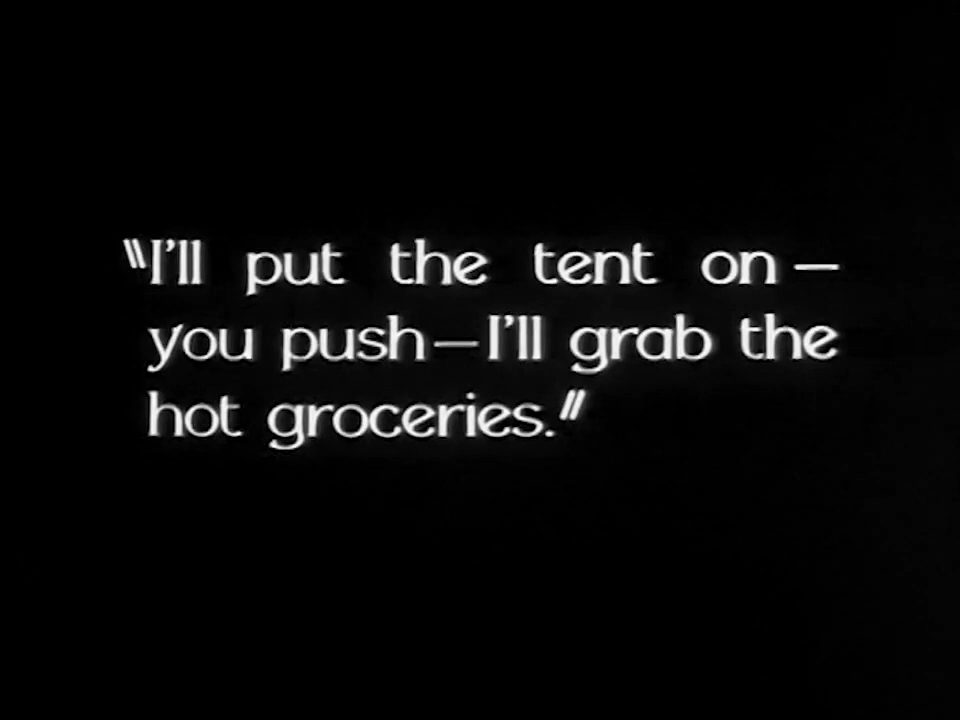 "I'll put the tent on —
you push—I'll grab the
hot groceries."